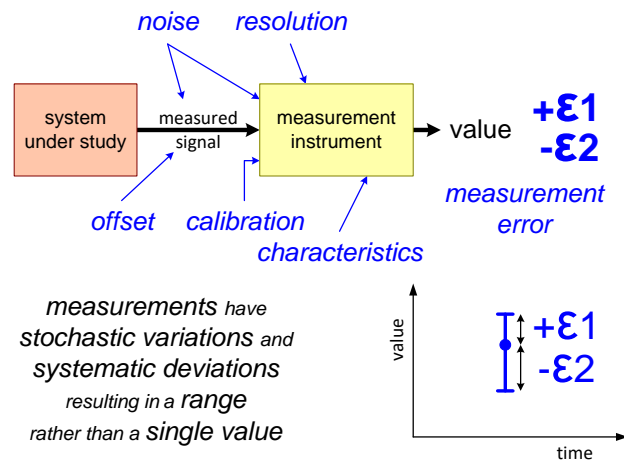 noise
resolution
system
under study
measured
signal
measurement
instrument
value
+ε1
-ε2
offset
calibration
characteristics
measurement
error
measurements have
stochastic variations and
systematic deviations
resulting in a range
rather than a single value
value
+ε1
-ε2
time